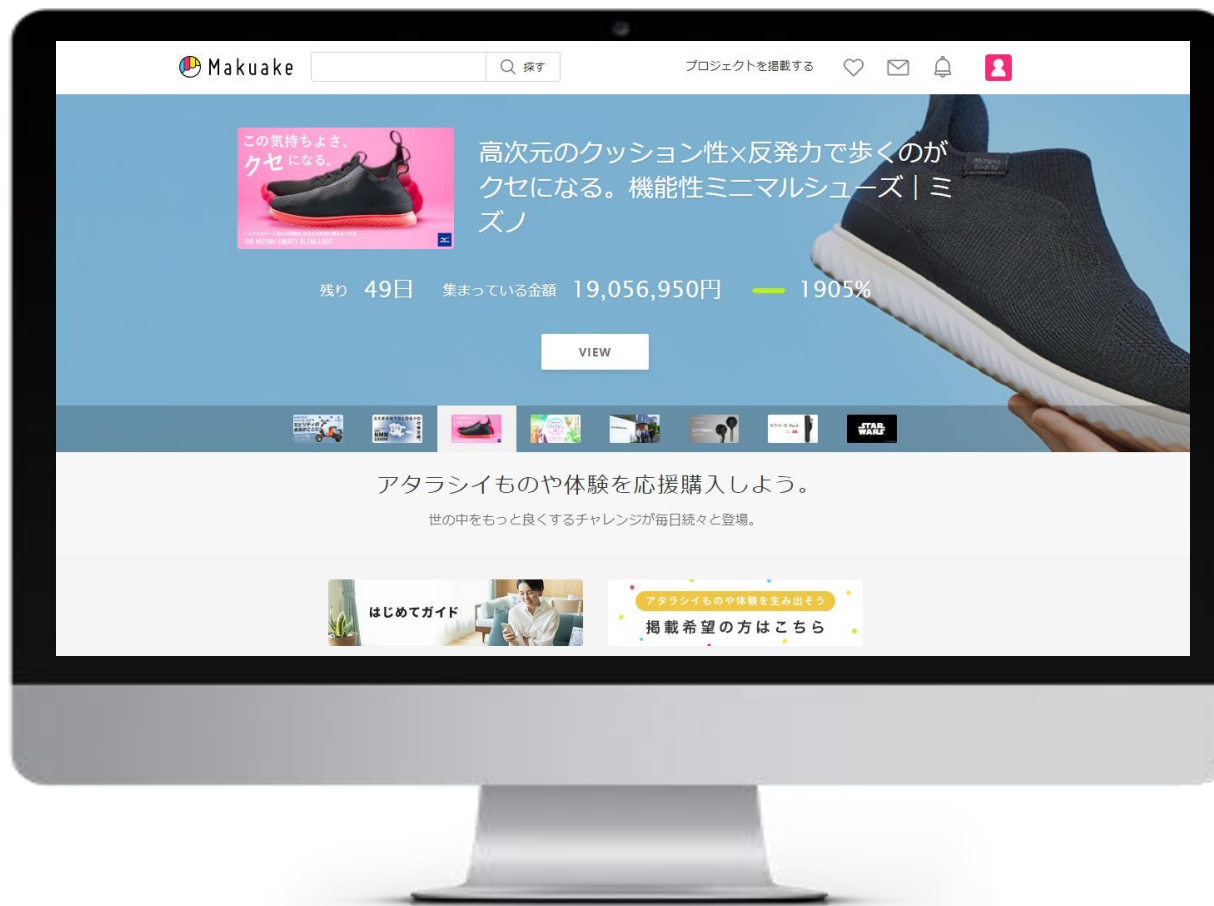 Makuake
探す
プロジェクトを掲載する
この気持ちよさ、
クセになる。
THE MIZUNO ENERZY ULTRA LIGHT
高次元のクッション性×反発力で歩くのが
クセになる。機能性ミニマルシューズ｜ミ
ズノ
残り 49日 集まっている金額 19,056,950円 1905%
VIEW
STAR
WARS
アタラシイものや体験を応援購入しよう。
世の中をもっと良くするチャレンジが毎日続々と登場。
はじめてガイド
アタラシイものや体験を生み出そう
掲載希望の方はこちら